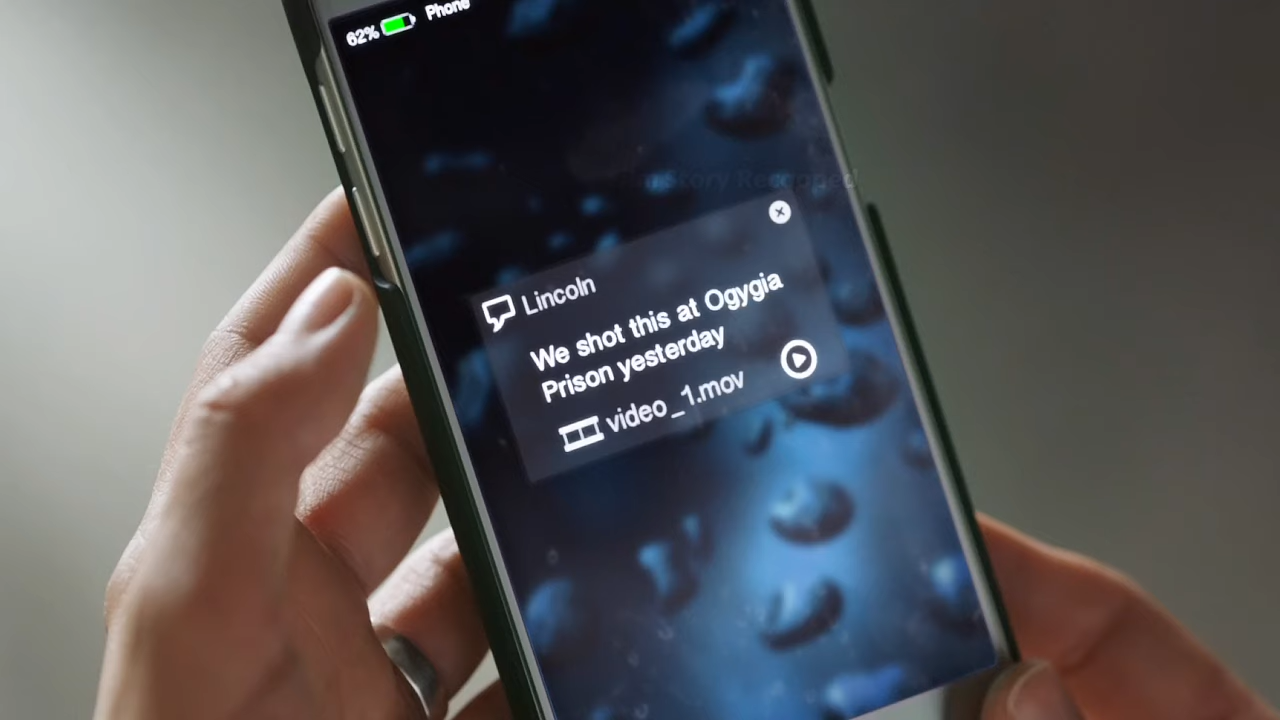 62% Phone
Lincoln
We shot this at Ogygia
Prison yesterday
video_1.mov